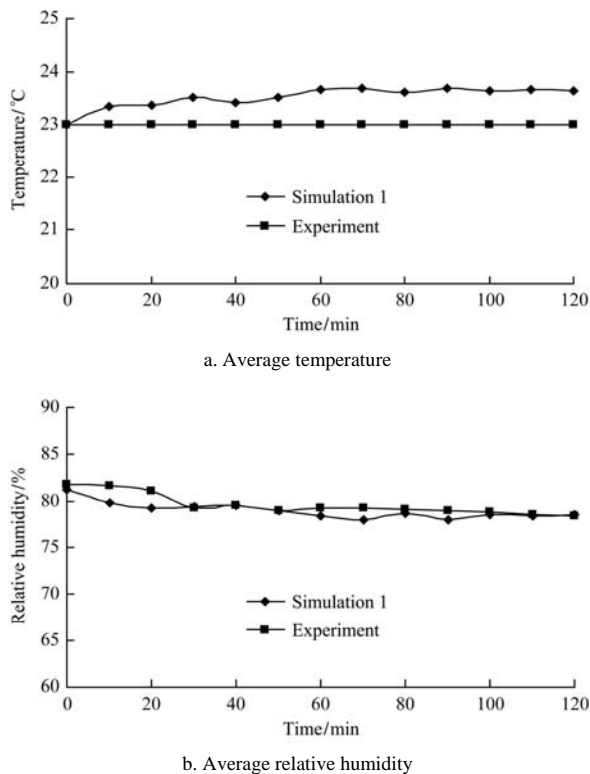 25
24
23
22
21
20
Temperature/℃
Simulation 1
Experiment
0 20 40 60 80 100 120
Time/min
a. Average temperature
90
85
80
75
70
65
60
Relative humidity/%
Simulation 1
Experiment
0 20 40 60 80 100 120
Time/min
b. Average relative humidity